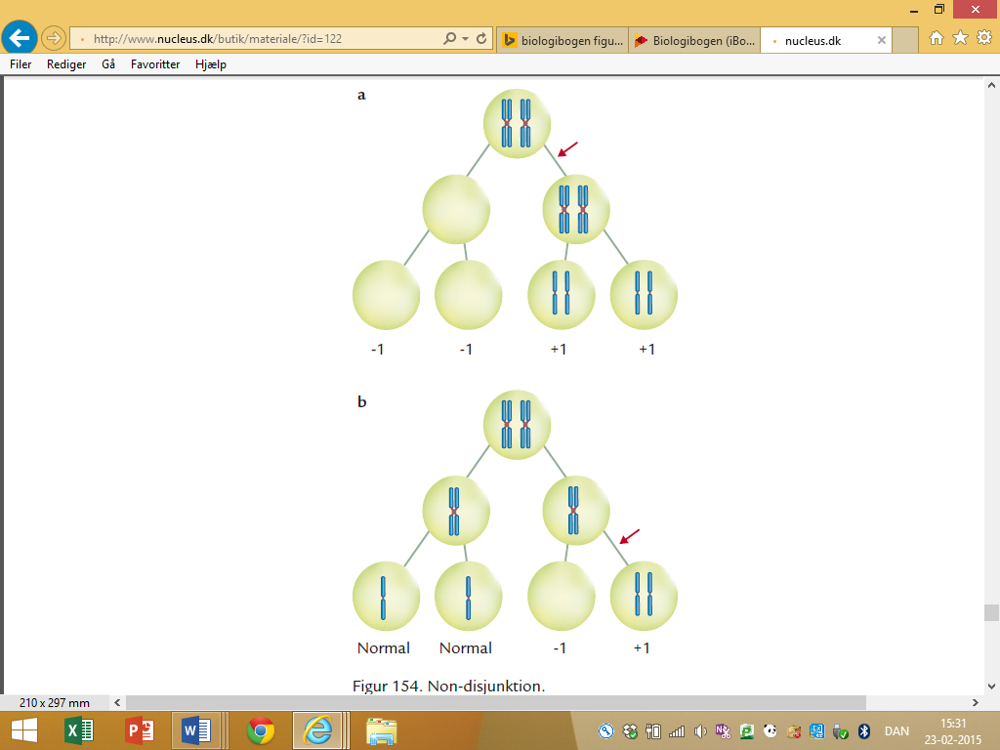 http://www.nucleus.dk/butik/materiale/?id=122
biologibogen figu...
Biologibogen (iBo...
nucleus.dk
Filer Rediger Gå Favoritter Hjælp
a
-1 -1 +1 +1
b
Normal Normal -1 +1
Figur 154. Non-disjunktion.
210 x 297 mm
DAN
15:31
23-02-2015